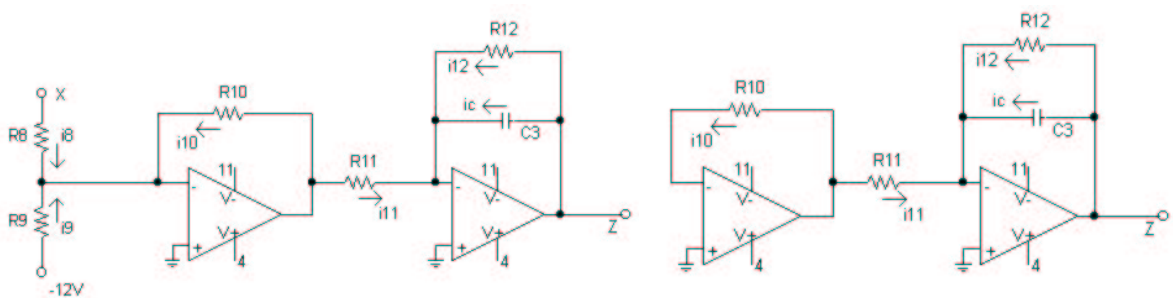 R12
i12
ic
C3
X
R8
i8
R10
i10
R11
i11
11
-
V-
V+
+
4
11
-
V-
V+
+
4
R9
i9
-12V
Z
R12
i12
ic
C3
R10
i10
R11
i11
11
-
V-
V+
+
4
11
-
V-
V+
+
4
Z